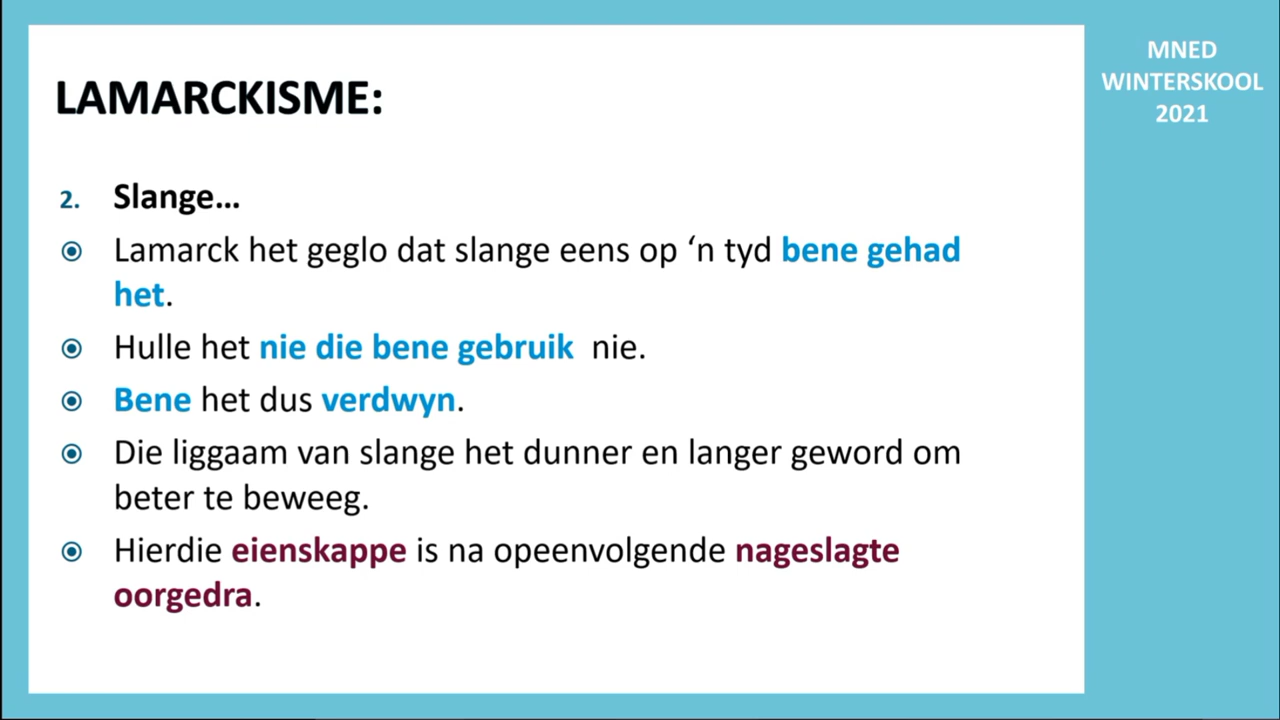 LAMARCKISME:
MNED
WINTERSKOOL
2021
2. Slange...
Lamarck het geglo dat slange eens op ‘n tyd bene gehad
het.
Hulle het nie die bene gebruik nie.
Bene het dus verdwyn.
Die liggaam van slange het dunner en langer geword om
beter te beweeg.
Hierdie eienskappe is na opeenvolgende nageslagte
oorgedra.